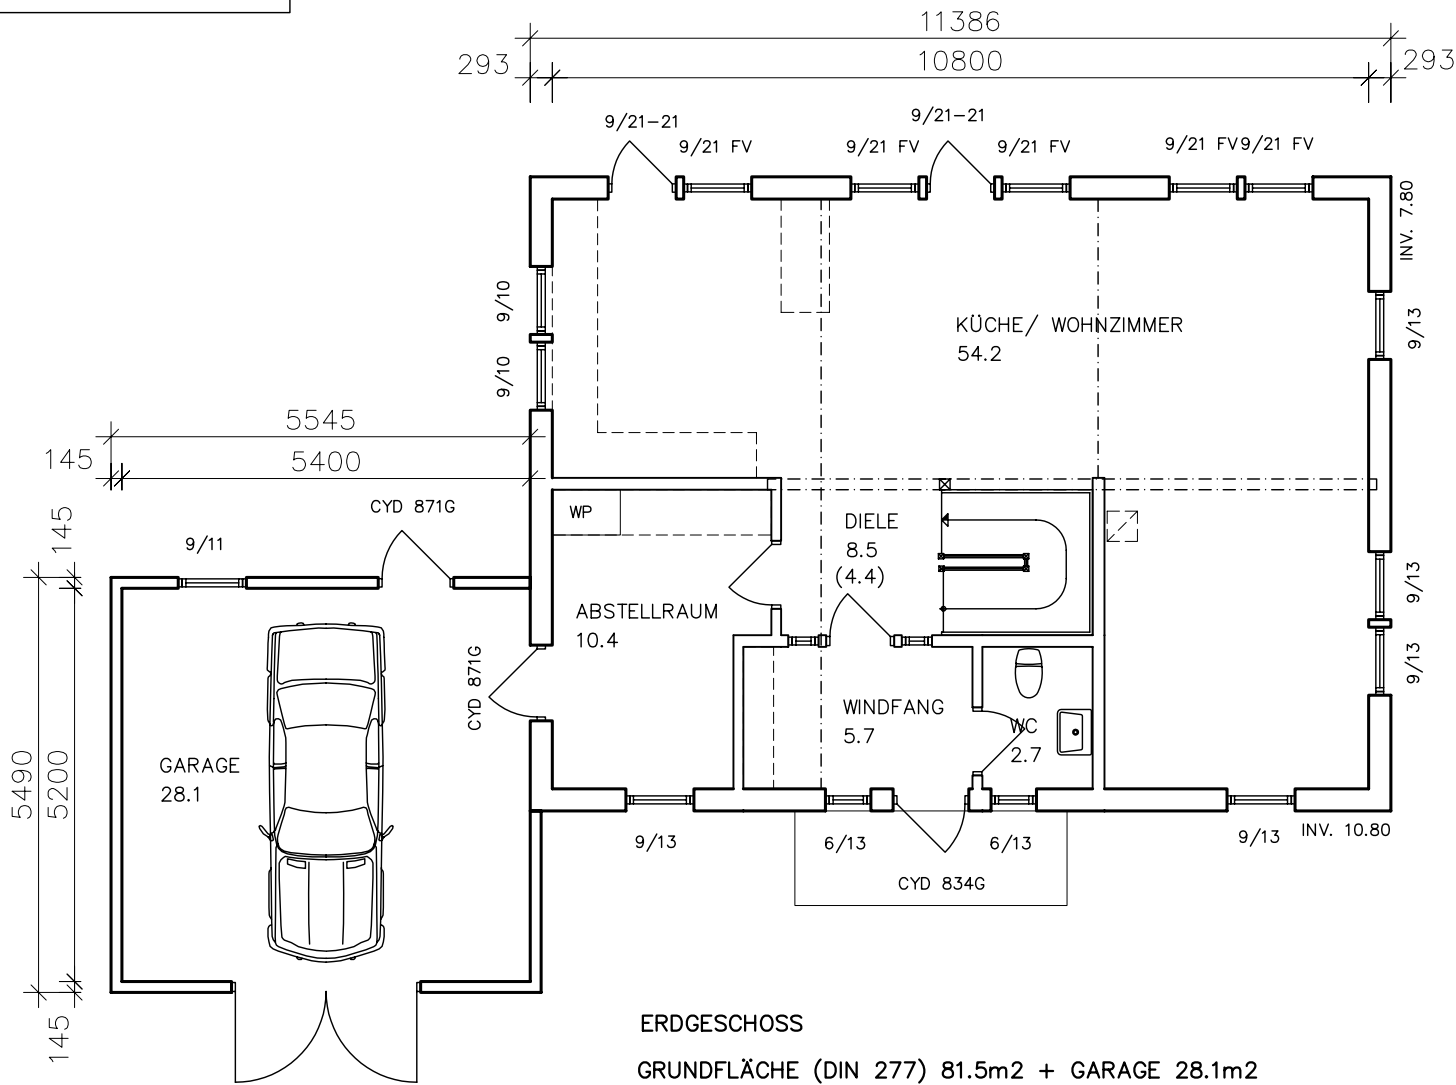 11386
293 10800 293
9/21-21 9/21 FV 9/21 FV 9/21-21 9/21 FV 9/21 FV 9/21 FV
INV. 7.80
9/10
9/10
KÜCHE/ WOHNZIMMER
54.2
9/13
5545
145 5400
CYD 871G
9/11
145
WP
DIELE
8.5
(4.4)
9/13
9/13
ABSTELLRAUM
10.4
CYD 871G
WINDFANG
5.7
WC
2.7
GARAGE
28.1
5490
5200
145
9/13
6/13
6/13
9/13
INV. 10.80
CYD 834G
ERDGESCHOSS
GRUNDFLÄCHE (DIN 277) 81.5m2 + GARAGE 28.1m2